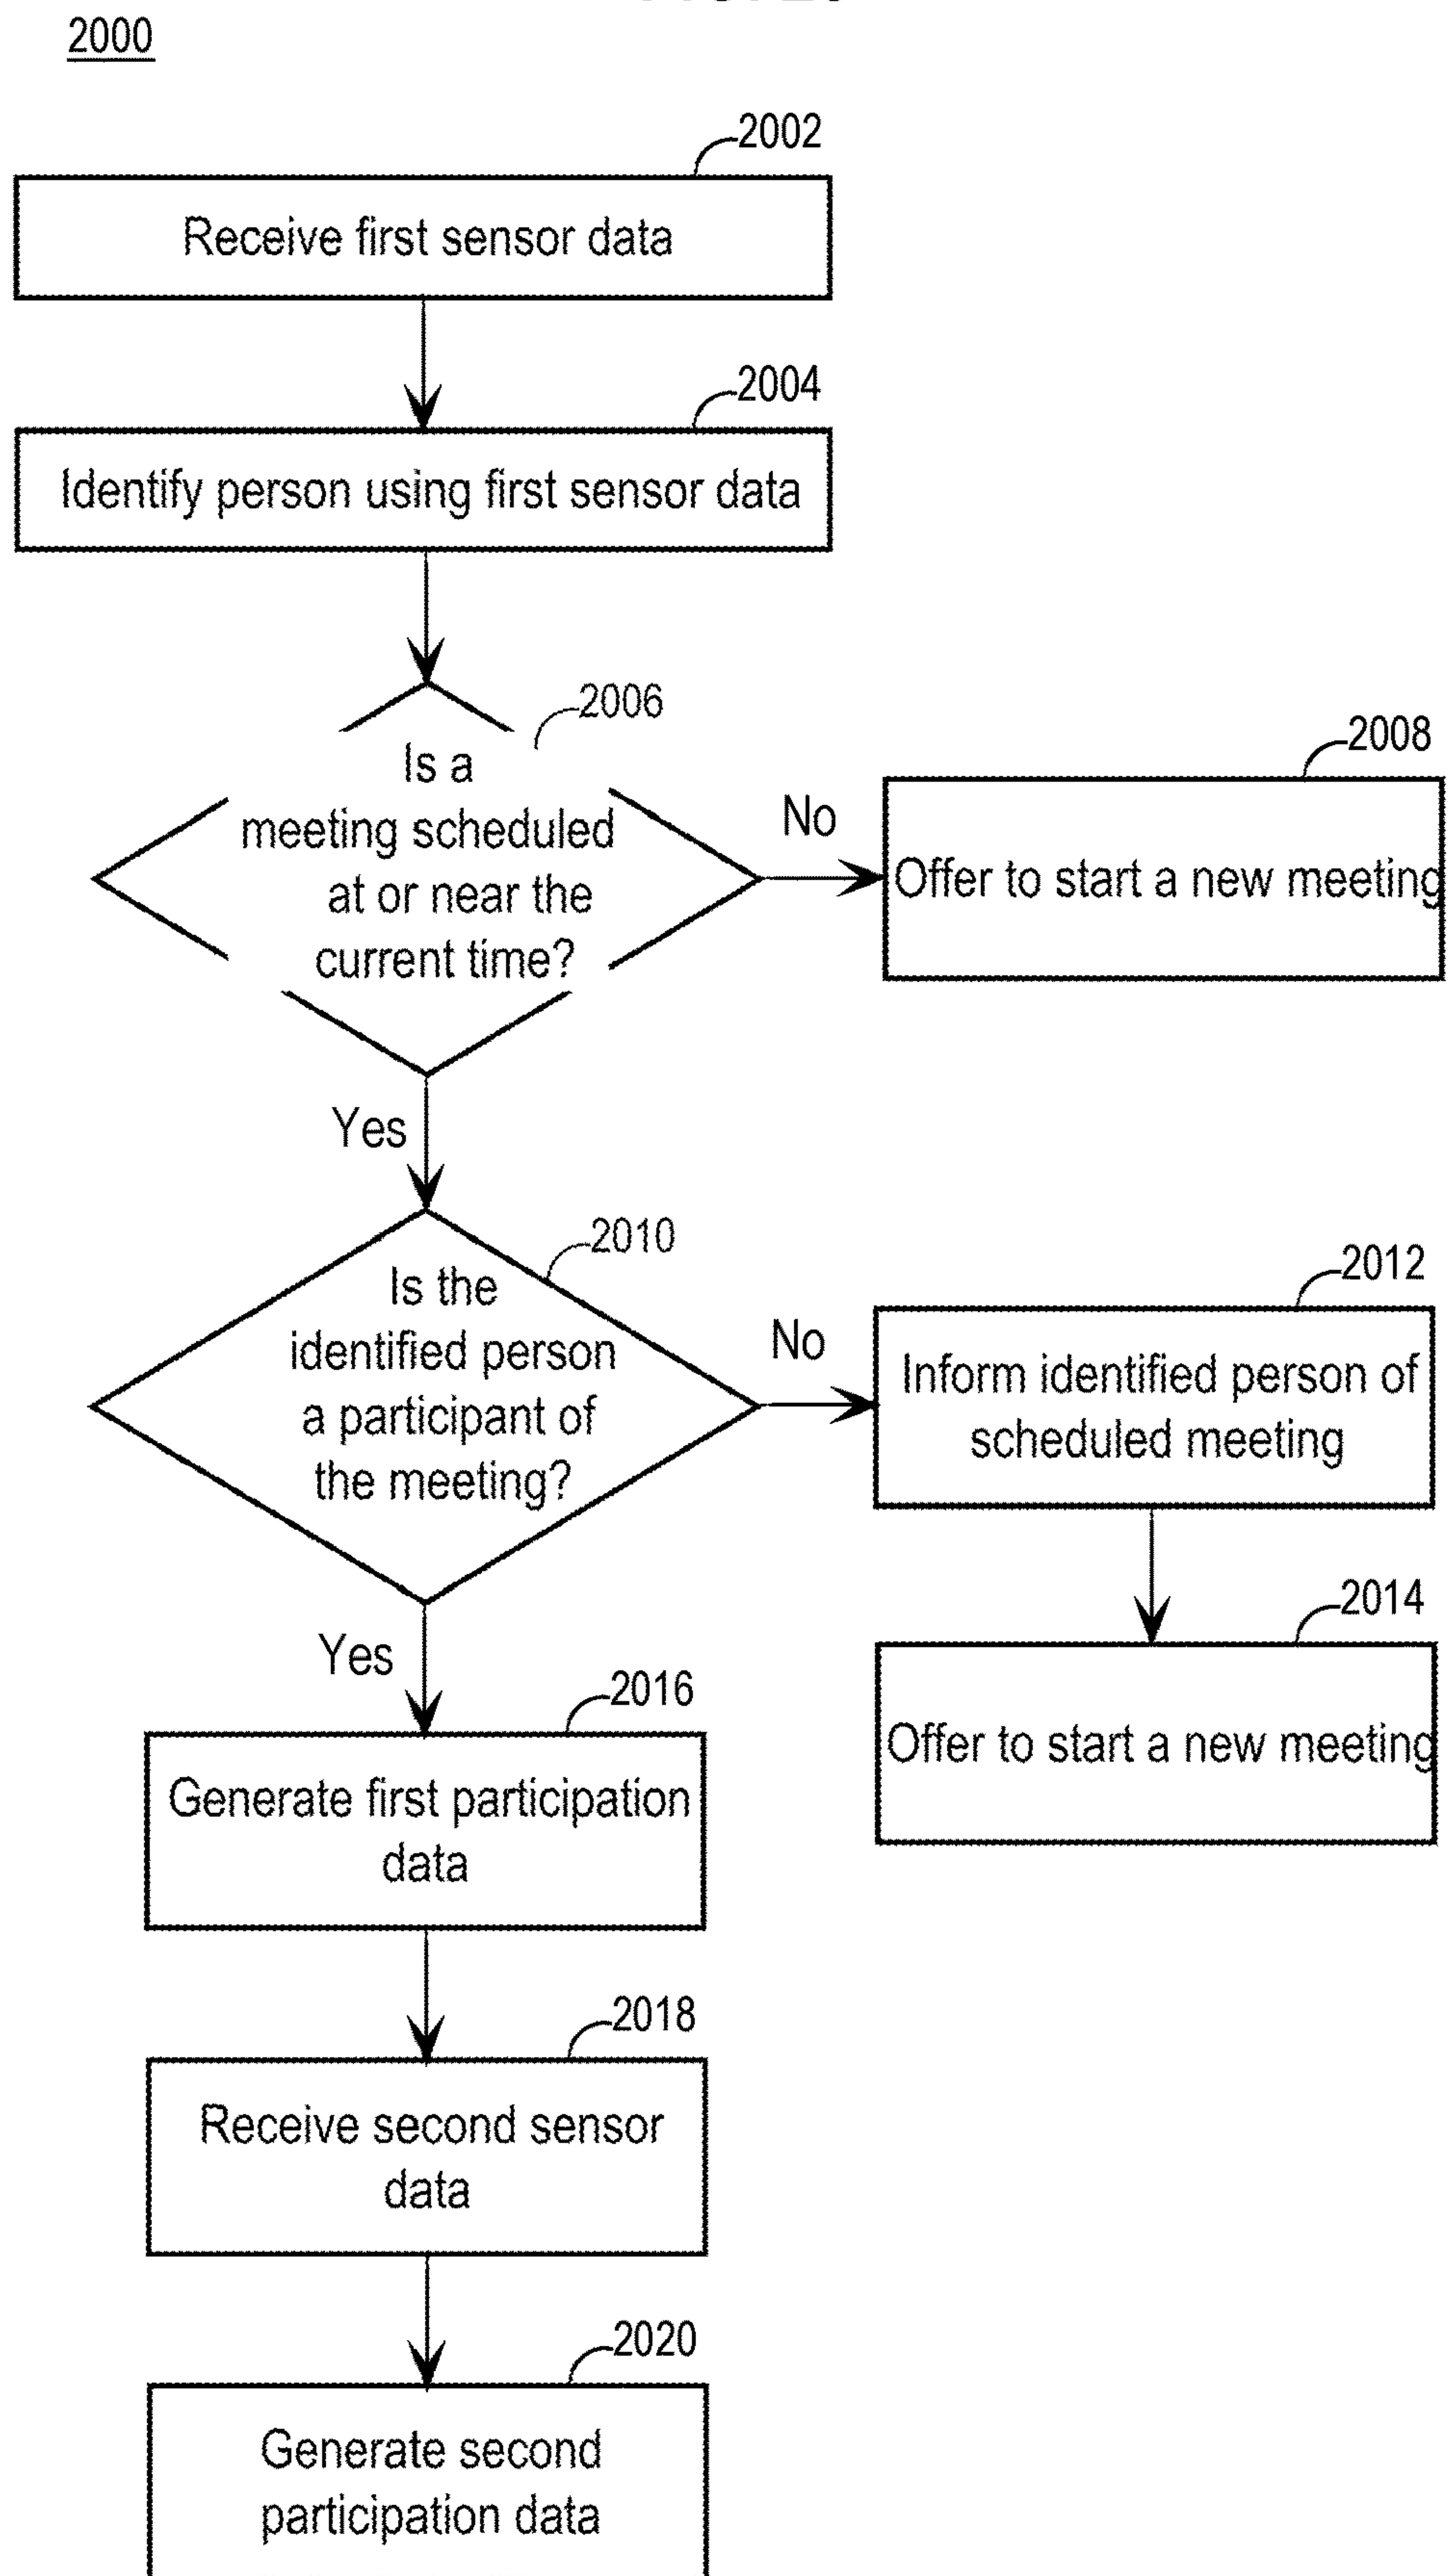 2000
2002
Receive first sensor data
2004
Identify person using first sensor data
2006
Is a
meeting scheduled
at or near the
current time?
No
2008
Offer to start a new meeting
Yes
2010
Is the
identified person
a participant of
the meeting?
No
2012
Inform identified person of
scheduled meeting
2014
Offer to start a new meeting
Yes
2016
Generate first participation
data
2018
Receive second sensor
data
2020
Generate second
participation data